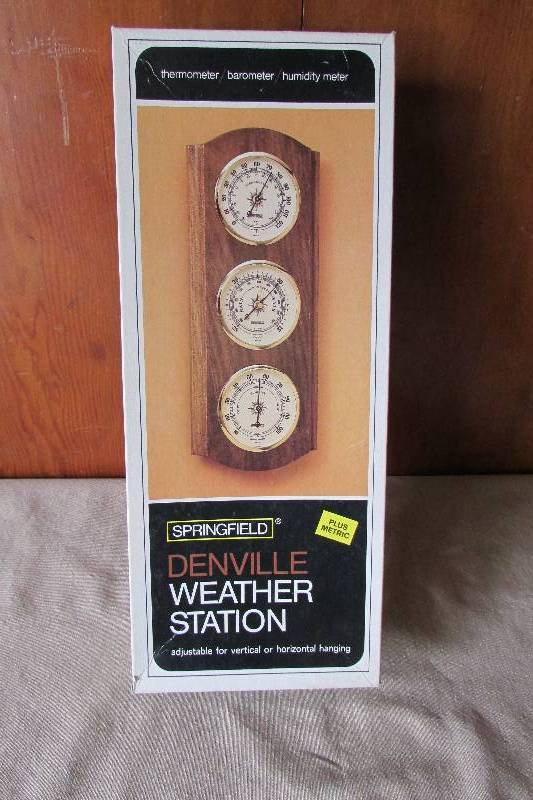 thermometer / barometer / humidity meter
SPRINGFIELD®
PLUS
METRIC
DENVILLE
WEATHER
STATION
adjustable for vertical or horizontal hanging